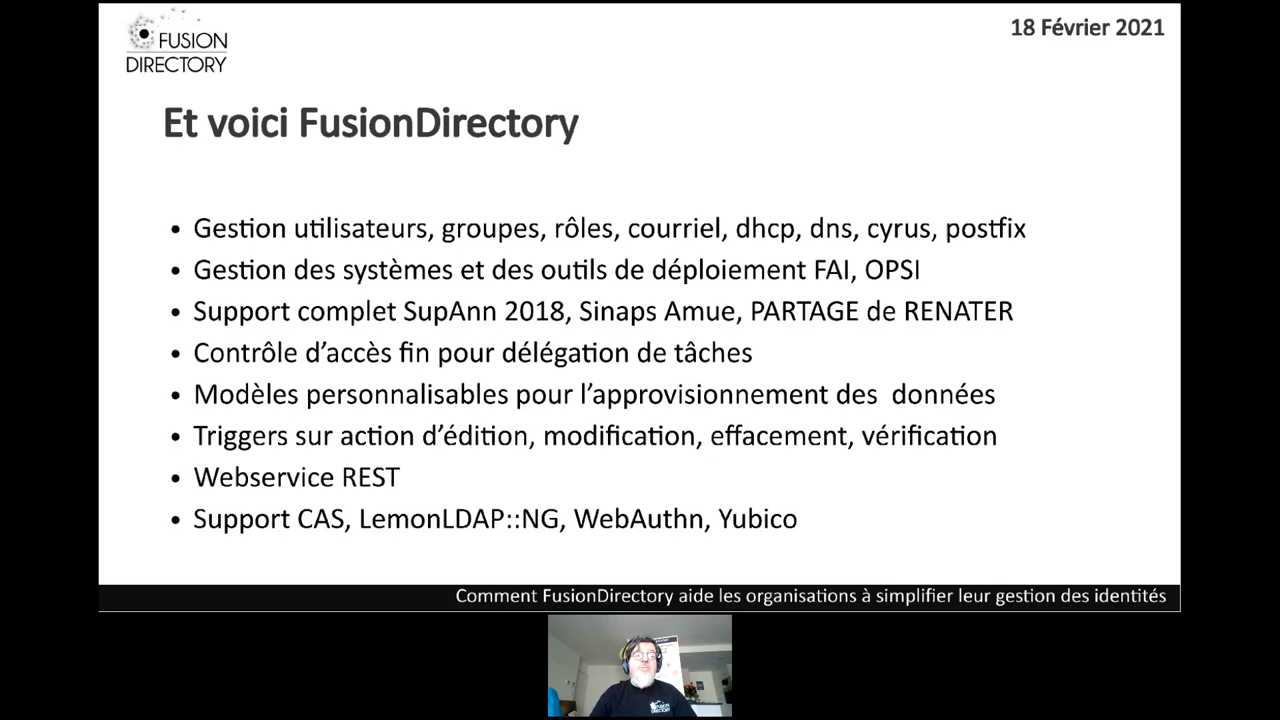 FUSION
DIRECTORY
18 Février 2021
Et voici FusionDirectory
• Gestion utilisateurs, groupes, rôles, courriel, dhcp, dns, cyrus, postfix
• Gestion des systèmes et des outils de déploiement FAI, OPSI
• Support complet SupAnn 2018, Sinaps Amue, PARTAGE de RENATER
• Contrôle d’accès fin pour délégation de tâches
• Modèles personnalisables pour l’approvisionnement des données
• Triggers sur action d’édition, modification, effacement, vérification
• Webservice REST
• Support CAS, LemonLDAP::NG, WebAuthn, Yubico
Comment FusionDirectory aide les organisations à simplifier leur gestion des identités
FUSION
DIRECTORY